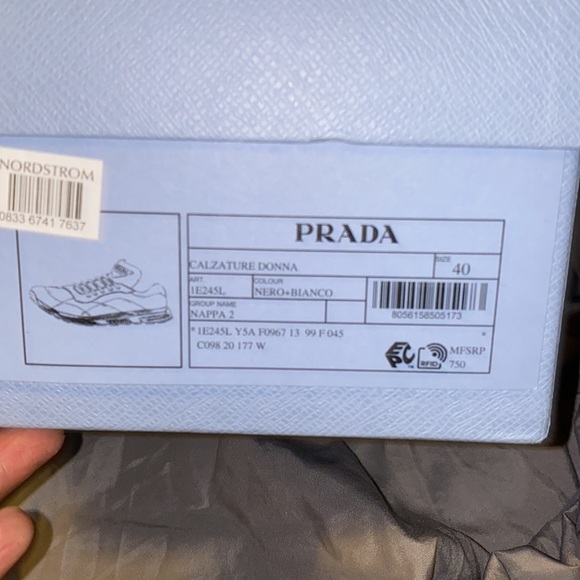 NORDSTROM
0833 6741 7637
PRADA
CALZATURE DONNA
SIZE
40
ART.
1E245L
COLOUR
NERO+BIANCO
8056158505173
GROUP NAME
NAPPA 2
*1E245L Y5A F0967 13 99 F 045 *
C098 20 177 W
EPC
RFID
MFSRP
750